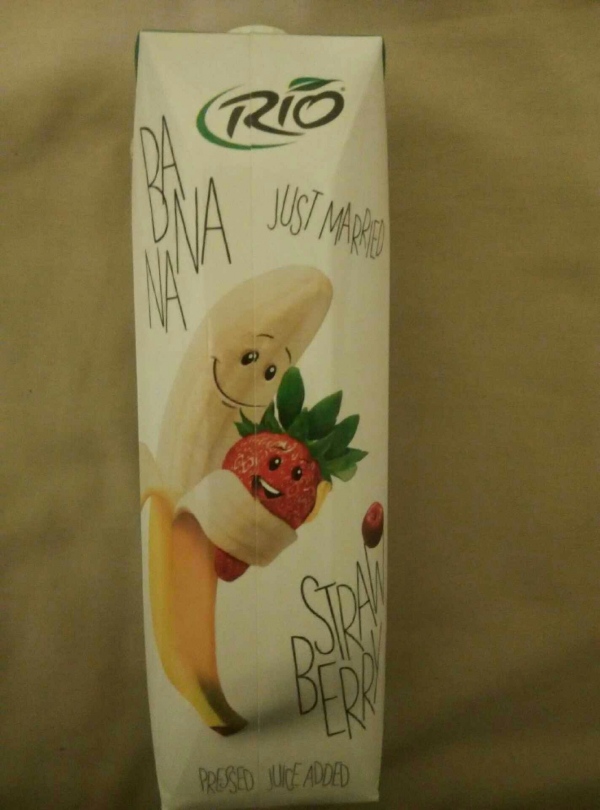 RIO
BA
NA
NA
JUST MARRIED
STRAW
BERRY
PRESSED JUICE ADDED